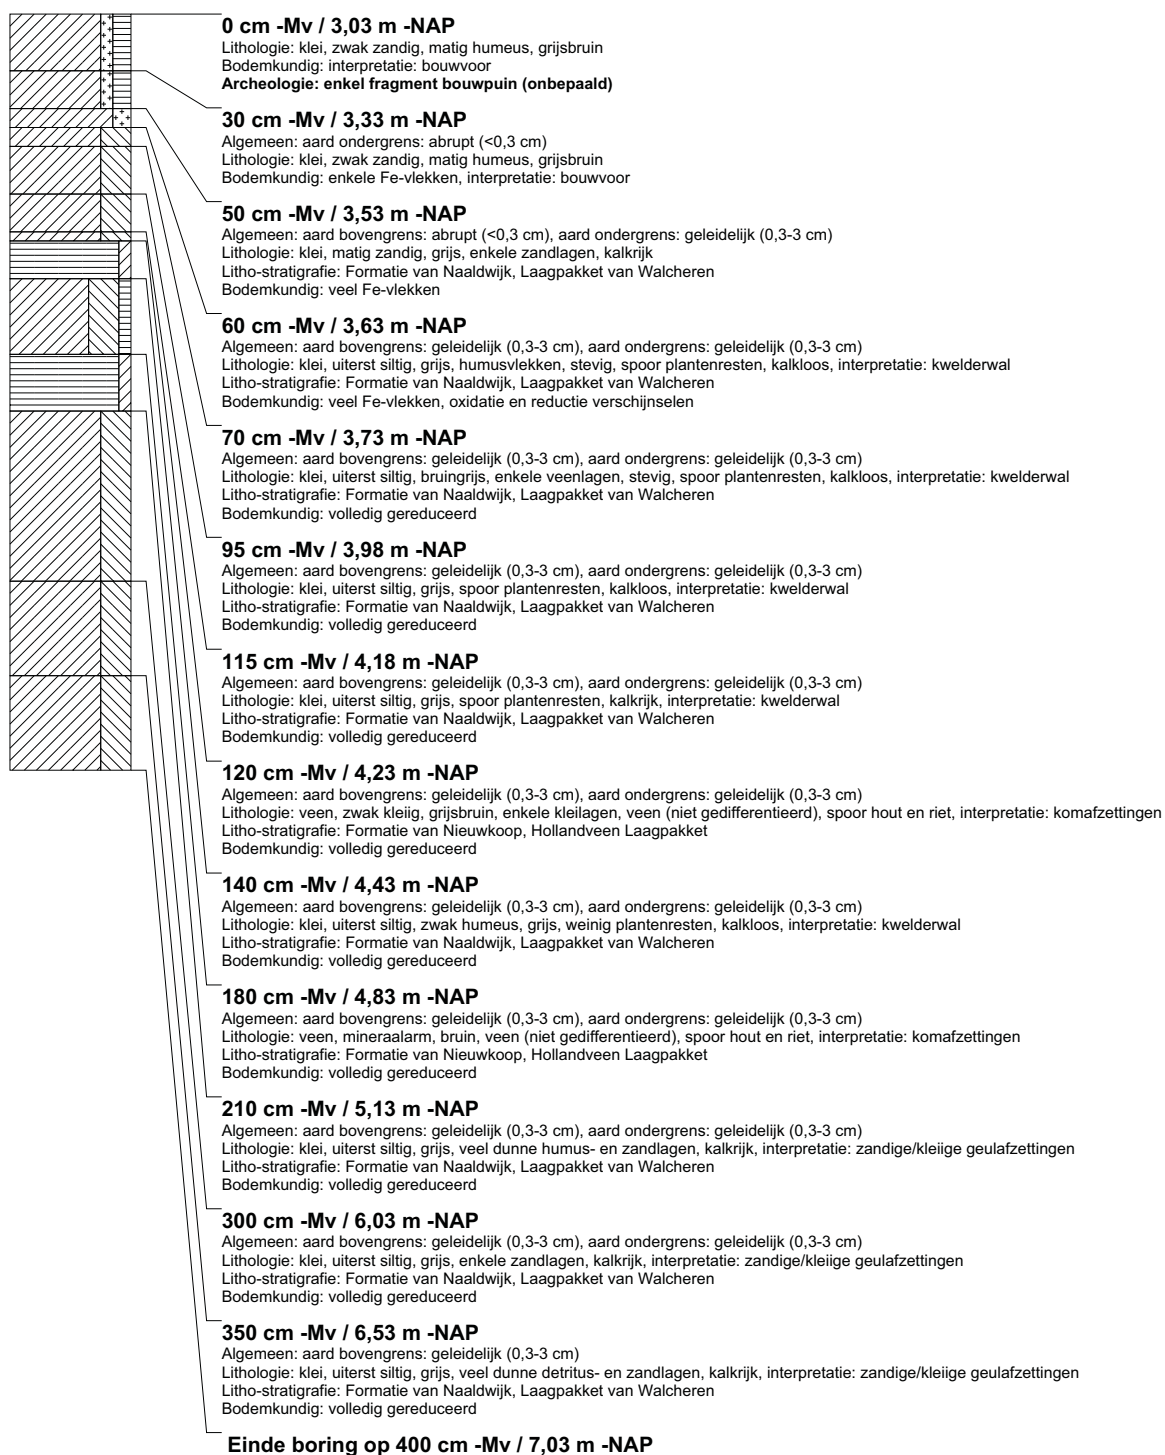 0 cm -Mv / 3,03 m -NAP
Lithologie: klei, zwak zandig, matig humeus, grijsbruin
Bodemkundig: interpretatie: bouwvoor
Archeologie: enkel fragment bouwpuin (onbepaald)
30 cm -Mv / 3,33 m -NAP
Algemeen: aard ondergrens: abrupt (<0,3 cm)
Lithologie: klei, zwak zandig, matig humeus, grijsbruin
Bodemkundig: enkele Fe-vlekken, interpretatie: bouwvoor
50 cm -Mv / 3,53 m -NAP
Algemeen: aard bovengrens: abrupt (<0,3 cm), aard ondergrens: geleidelijk (0,3-3 cm)
Lithologie: klei, matig zandig, grijs, enkele zandlagen, kalkrijk
Litho-stratigrafie: Formatie van Naaldwijk, Laagpakket van Walcheren
Bodemkundig: veel Fe-vlekken
60 cm -Mv / 3,63 m -NAP
Algemeen: aard bovengrens: geleidelijk (0,3-3 cm), aard ondergrens: geleidelijk (0,3-3 cm)
Lithologie: klei, uiterst siltig, grijs, humusvlekken, stevig, spoor plantenresten, kalkloos, interpretatie: kwelderwal
Litho-stratigrafie: Formatie van Naaldwijk, Laagpakket van Walcheren
Bodemkundig: veel Fe-vlekken, oxidatie en reductie verschijnselen
70 cm -Mv / 3,73 m -NAP
Algemeen: aard bovengrens: geleidelijk (0,3-3 cm), aard ondergrens: geleidelijk (0,3-3 cm)
Lithologie: klei, uiterst siltig, bruingrijs, enkele veenlagen, stevig, spoor plantenresten, kalkloos, interpretatie: kwelderwal
Litho-stratigrafie: Formatie van Naaldwijk, Laagpakket van Walcheren
Bodemkundig: volledig gereduceerd
95 cm -Mv / 3,98 m -NAP
Algemeen: aard bovengrens: geleidelijk (0,3-3 cm), aard ondergrens: geleidelijk (0,3-3 cm)
Lithologie: klei, uiterst siltig, grijs, spoor plantenresten, kalkloos, interpretatie: kwelderwal
Litho-stratigrafie: Formatie van Naaldwijk, Laagpakket van Walcheren
Bodemkundig: volledig gereduceerd
115 cm -Mv / 4,18 m -NAP
Algemeen: aard bovengrens: geleidelijk (0,3-3 cm), aard ondergrens: geleidelijk (0,3-3 cm)
Lithologie: klei, uiterst siltig, grijs, spoor plantenresten, kalkrijk, interpretatie: kwelderwal
Litho-stratigrafie: Formatie van Naaldwijk, Laagpakket van Walcheren
Bodemkundig: volledig gereduceerd
120 cm -Mv / 4,23 m -NAP
Algemeen: aard bovengrens: geleidelijk (0,3-3 cm), aard ondergrens: geleidelijk (0,3-3 cm)
Lithologie: veen, zwak kleiig, grijsbruin, enkele kleilagen, veen (niet gedifferentieerd), spoor hout en riet, interpretatie: komafzettingen
Litho-stratigrafie: Formatie van Nieuwkoop, Hollandveen Laagpakket
Bodemkundig: volledig gereduceerd
140 cm -Mv / 4,43 m -NAP
Algemeen: aard bovengrens: geleidelijk (0,3-3 cm), aard ondergrens: geleidelijk (0,3-3 cm)
Lithologie: klei, uiterst siltig, zwak humeus, grijs, weinig plantenresten, kalkloos, interpretatie: kwelderwal
Litho-stratigrafie: Formatie van Naaldwijk, Laagpakket van Walcheren
Bodemkundig: volledig gereduceerd
180 cm -Mv / 4,83 m -NAP
Algemeen: aard bovengrens: geleidelijk (0,3-3 cm), aard ondergrens: geleidelijk (0,3-3 cm)
Lithologie: veen, mineraalarm, bruin, veen (niet gedifferentieerd), spoor hout en riet, interpretatie: komafzettingen
Litho-stratigrafie: Formatie van Nieuwkoop, Hollandveen Laagpakket
Bodemkundig: volledig gereduceerd
210 cm -Mv / 5,13 m -NAP
Algemeen: aard bovengrens: geleidelijk (0,3-3 cm), aard ondergrens: geleidelijk (0,3-3 cm)
Lithologie: klei, uiterst siltig, grijs, veel dunne humus- en zandlagen, kalkrijk, interpretatie: zandige/kleiige geulafzettingen
Litho-stratigrafie: Formatie van Naaldwijk, Laagpakket van Walcheren
Bodemkundig: volledig gereduceerd
300 cm -Mv / 6,03 m -NAP
Algemeen: aard bovengrens: geleidelijk (0,3-3 cm), aard ondergrens: geleidelijk (0,3-3 cm)
Lithologie: klei, uiterst siltig, grijs, enkele zandlagen, kalkrijk, interpretatie: zandige/kleiige geulafzettingen
Litho-stratigrafie: Formatie van Naaldwijk, Laagpakket van Walcheren
Bodemkundig: volledig gereduceerd
350 cm -Mv / 6,53 m -NAP
Algemeen: aard bovengrens: geleidelijk (0,3-3 cm)
Lithologie: klei, uiterst siltig, grijs, veel dunne detritus- en zandlagen, kalkrijk, interpretatie: zandige/kleiige geulafzettingen
Litho-stratigrafie: Formatie van Naaldwijk, Laagpakket van Walcheren
Bodemkundig: volledig gereduceerd
Einde boring op 400 cm -Mv / 7,03 m -NAP